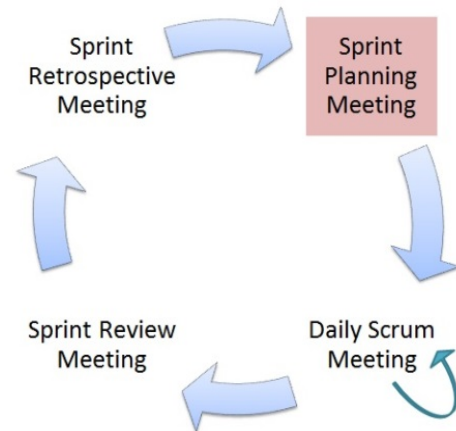 Sprint
Retrospective
Meeting
Sprint
Planning
Meeting
Daily Scrum
Meeting
Sprint Review
Meeting